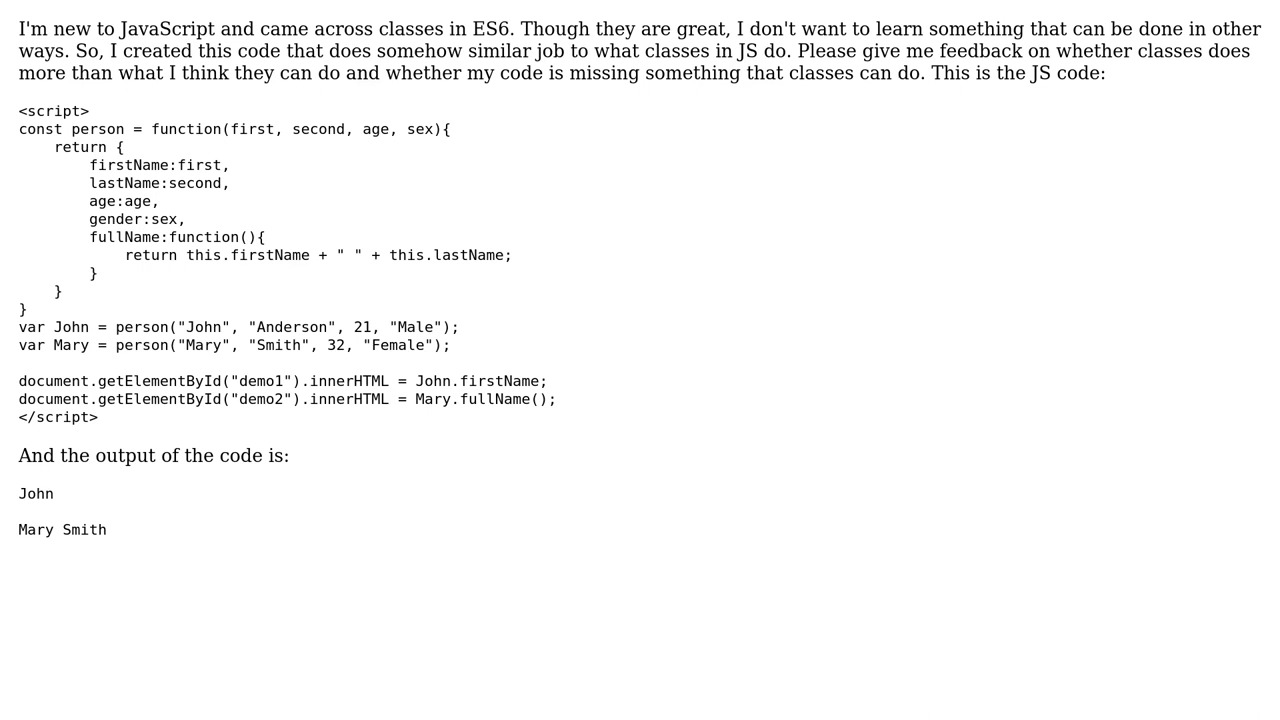 I'm new to JavaScript and came across classes in ES6. Though they are great, I don't want to learn something that can be done in other
ways. So, I created this code that does somehow similar job to what classes in JS do. Please give me feedback on whether classes does
more than what I think they can do and whether my code is missing something that classes can do. This is the JS code:
<script>
const person = function(first, second, age, sex){
    return {
        firstName:first,
        lastName:second,
        age:age,
        gender:sex,
        fullName:function(){
            return this.firstName + " " + this.lastName;
        }
    }
}
var John = person("John", "Anderson", 21, "Male");
var Mary = person("Mary", "Smith", 32, "Female");
document.getElementById("demo1").innerHTML = John.firstName;
document.getElementById("demo2").innerHTML = Mary.fullName();
</script>
And the output of the code is:
John
Mary Smith